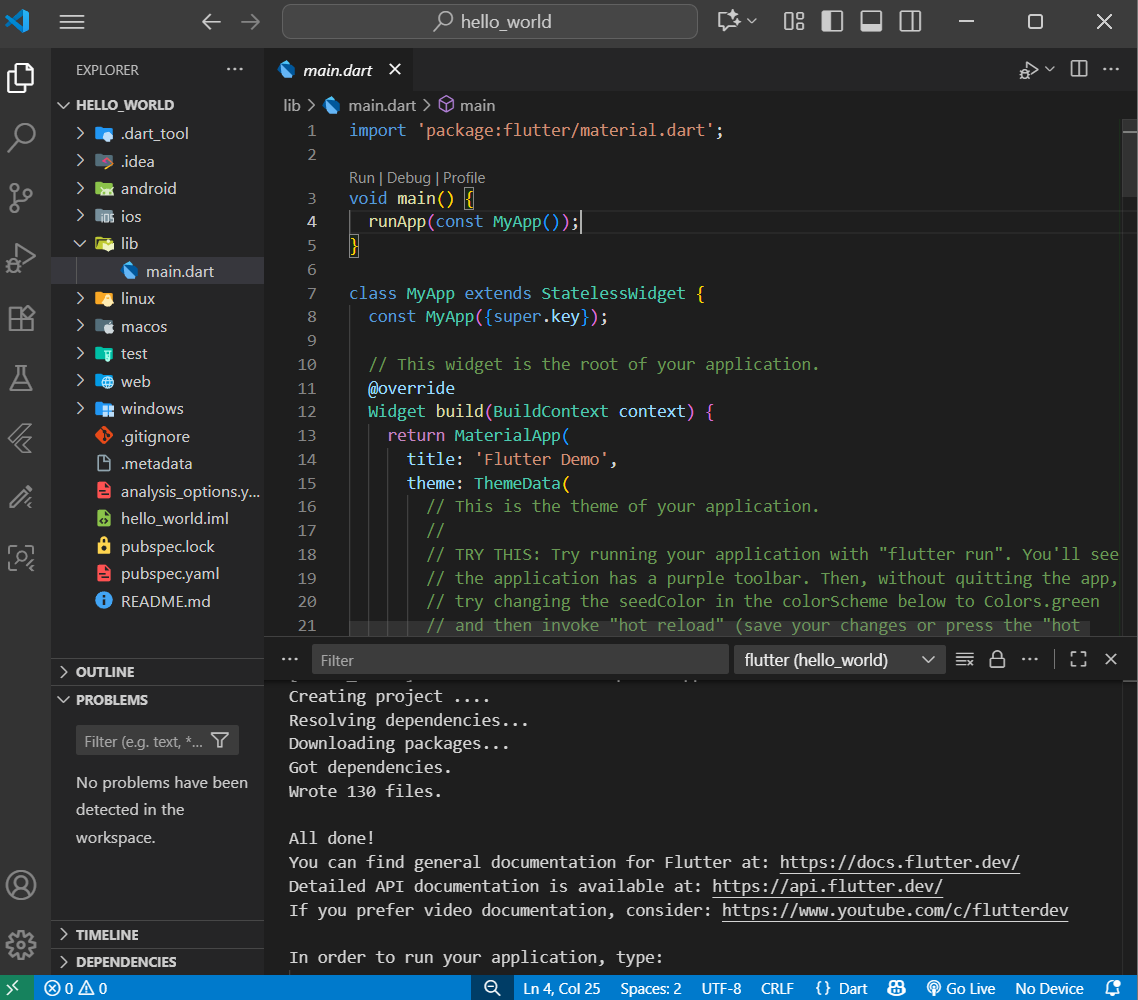 hello_world
EXPLORER
HELLO_WORLD
.dart_tool
.idea
android
ios
lib
main.dart
linux
macos
test
web
windows
.gitignore
.metadata
analysis_options.y...
hello_world.iml
pubspec.lock
pubspec.yaml
README.md
OUTLINE
PROBLEMS
Filter (e.g. text, *...
No problems have been
detected in the
workspace.
TIMELINE
DEPENDENCIES
main.dart
lib > main.dart > main
1 import 'package:flutter/material.dart';
2
Run | Debug | Profile
3 void main() {
4 runApp(const MyApp());
5 }
6
7 class MyApp extends StatelessWidget {
8 const MyApp({super.key});
9
10 // This widget is the root of your application.
11 @override
12 Widget build(BuildContext context) {
13 return MaterialApp(
14 title: 'Flutter Demo',
15 theme: ThemeData(
16 // This is the theme of your application.
17 //
18 // TRY THIS: Try running your application with "flutter run". You'll see
19 // the application has a purple toolbar. Then, without quitting the app,
20 // try changing the seedColor in the colorScheme below to Colors.green
21 // and then invoke "hot reload" (save your changes or press the "hot
Filter
flutter (hello_world)
Creating project ....
Resolving dependencies...
Downloading packages...
Got dependencies.
Wrote 130 files.
All done!
You can find general documentation for Flutter at: https://docs.flutter.dev/
Detailed API documentation is available at: https://api.flutter.dev/
If you prefer video documentation, consider: https://www.youtube.com/c/flutterdev
In order to run your application, type:
0 0
Ln 4, Col 25 Spaces: 2 UTF-8 CRLF {} Dart Go Live No Device